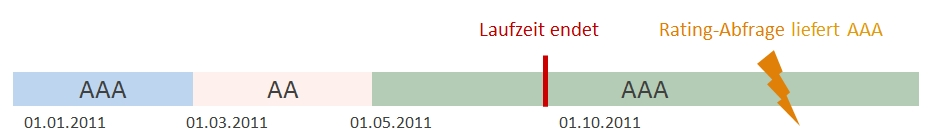 Laufzeit endet
Rating-Abfrage liefert AAA
AAA
AA
AAA
01.01.2011
01.03.2011
01.05.2011
01.10.2011